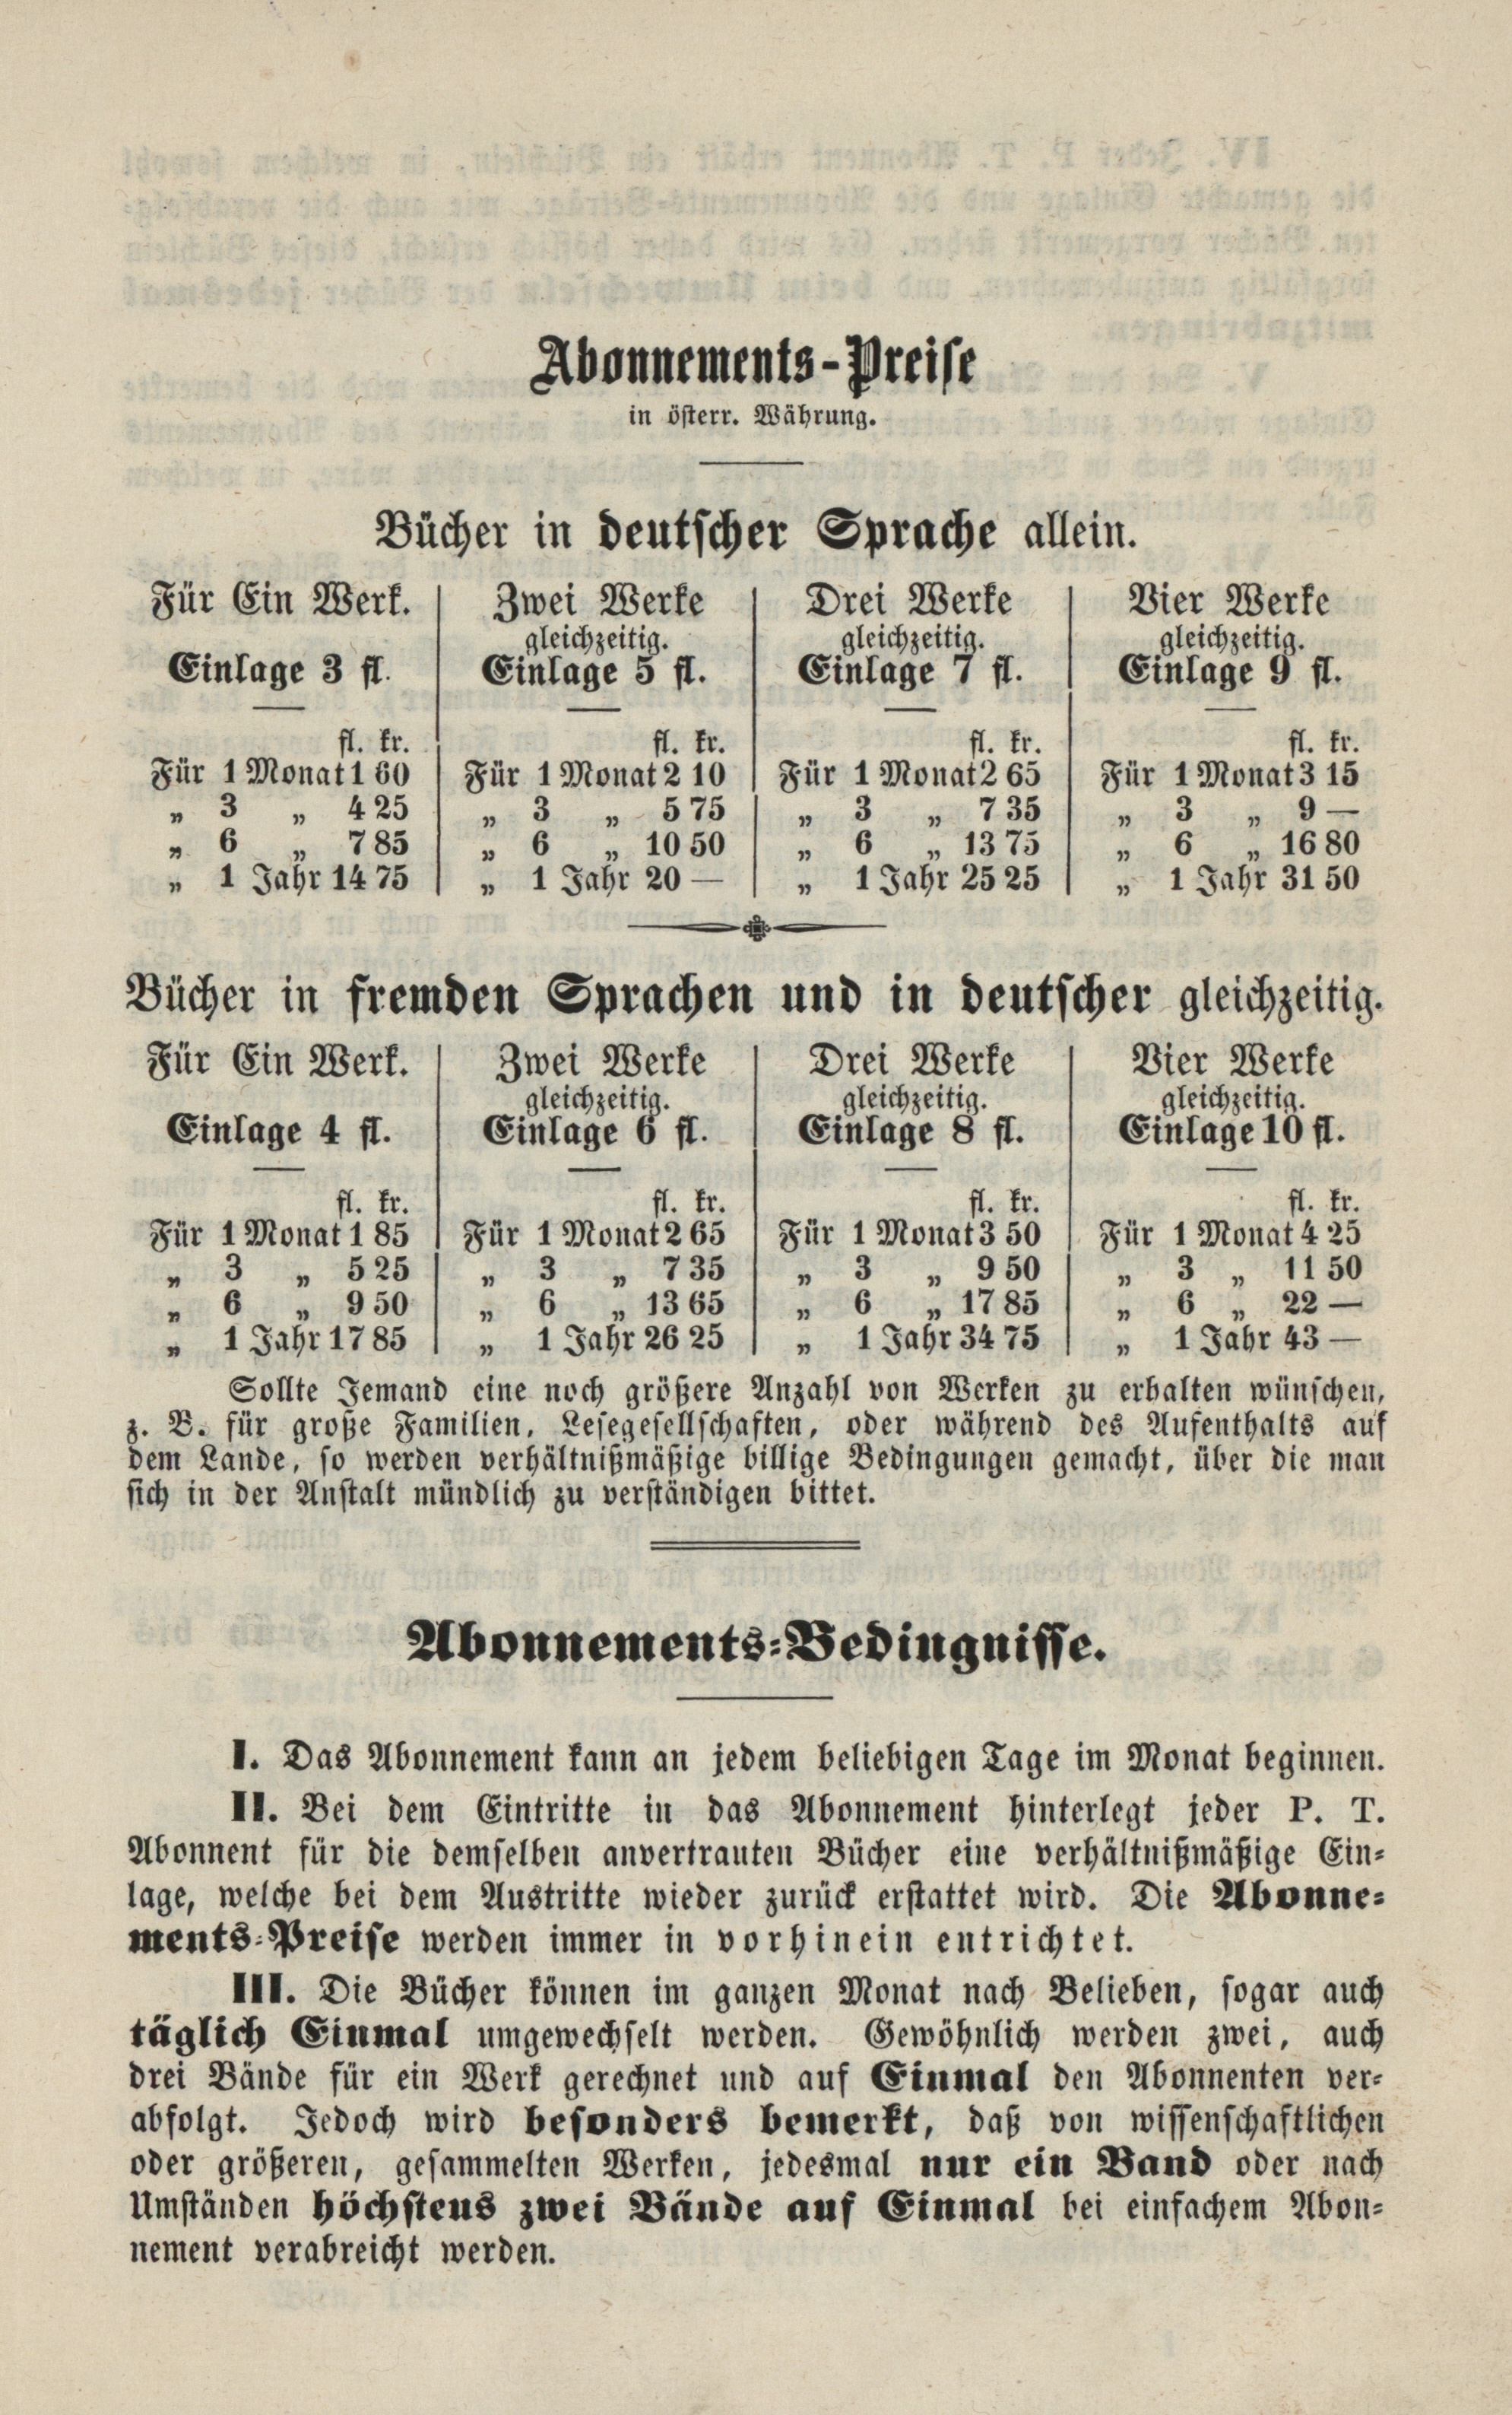 Abonnements-Preise
in österr. Währung.
Bücher in deutscher Sprache allein.
Für Ein Werk.
Einlage 3 fl.
fl. kr.
Für 1 Monat 1 60
„ 3 „ 4 25
„ 6 „ 7 85
„ 1 Jahr 14 75
Zwei Werke
gleichzeitig.
Einlage 5 fl.
fl. kr.
Für 1 Monat 2 10
„ 3 „ 5 75
„ 6 „ 10 50
„ 1 Jahr 20 —
Drei Werke
gleichzeitig.
Einlage 7 fl.
fl. kr.
Für 1 Monat 2 65
„ 3 „ 7 35
„ 6 „ 13 75
„ 1 Jahr 25 25
Vier Werke
gleichzeitig.
Einlage 9 fl.
fl. kr.
Für 1 Monat 3 15
„ 3 „ 9 —
„ 6 „ 16 80
„ 1 Jahr 31 50
Bücher in fremden Sprachen und in deutscher gleichzeitig.
Für Ein Werk.
Einlage 4 fl.
fl. kr.
Für 1 Monat 1 85
„ 3 „ 5 25
„ 6 „ 9 50
„ 1 Jahr 17 85
Zwei Werke
gleichzeitig.
Einlage 6 fl.
fl. kr.
Für 1 Monat 2 65
„ 3 „ 7 35
„ 6 „ 13 65
„ 1 Jahr 26 25
Drei Werke
gleichzeitig.
Einlage 8 fl.
fl. kr.
Für 1 Monat 3 50
„ 3 „ 9 50
„ 6 „ 17 85
„ 1 Jahr 34 75
Vier Werke
gleichzeitig.
Einlage 10 fl.
fl. kr.
Für 1 Monat 4 25
„ 3 „ 11 50
„ 6 „ 22 —
„ 1 Jahr 43 —
Sollte Jemand eine noch größere Anzahl von Werken zu erhalten wünschen,
z. B. für große Familien, Lesegesellschaften, oder während des Aufenthalts auf
dem Lande, so werden verhältnißmäßige billige Bedingungen gemacht, über die man
sich in der Anstalt mündlich zu verständigen bittet.
Abonnements-Bedingnisse.
I. Das Abonnement kann an jedem beliebigen Tage im Monat beginnen.
II. Bei dem Eintritte in das Abonnement hinterlegt jeder P. T.
Abonnent für die demselben anvertrauten Bücher eine verhältnißmäßige Ein-
lage, welche bei dem Austritte wieder zurück erstattet wird. Die Abonne-
ments-Preise werden immer in vorhinein entrichtet.
III. Die Bücher können im ganzen Monat nach Belieben, sogar auch
täglich Einmal umgewechselt werden. Gewöhnlich werden zwei, auch
drei Bände für ein Werk gerechnet und auf Einmal den Abonnenten ver-
abfolgt. Jedoch wird besonders bemerkt, daß von wissenschaftlichen
oder größeren, gesammelten Werken, jedesmal nur ein Band oder nach
Umständen höchstens zwei Bände auf Einmal bei einfachem Abon-
nement verabreicht werden.